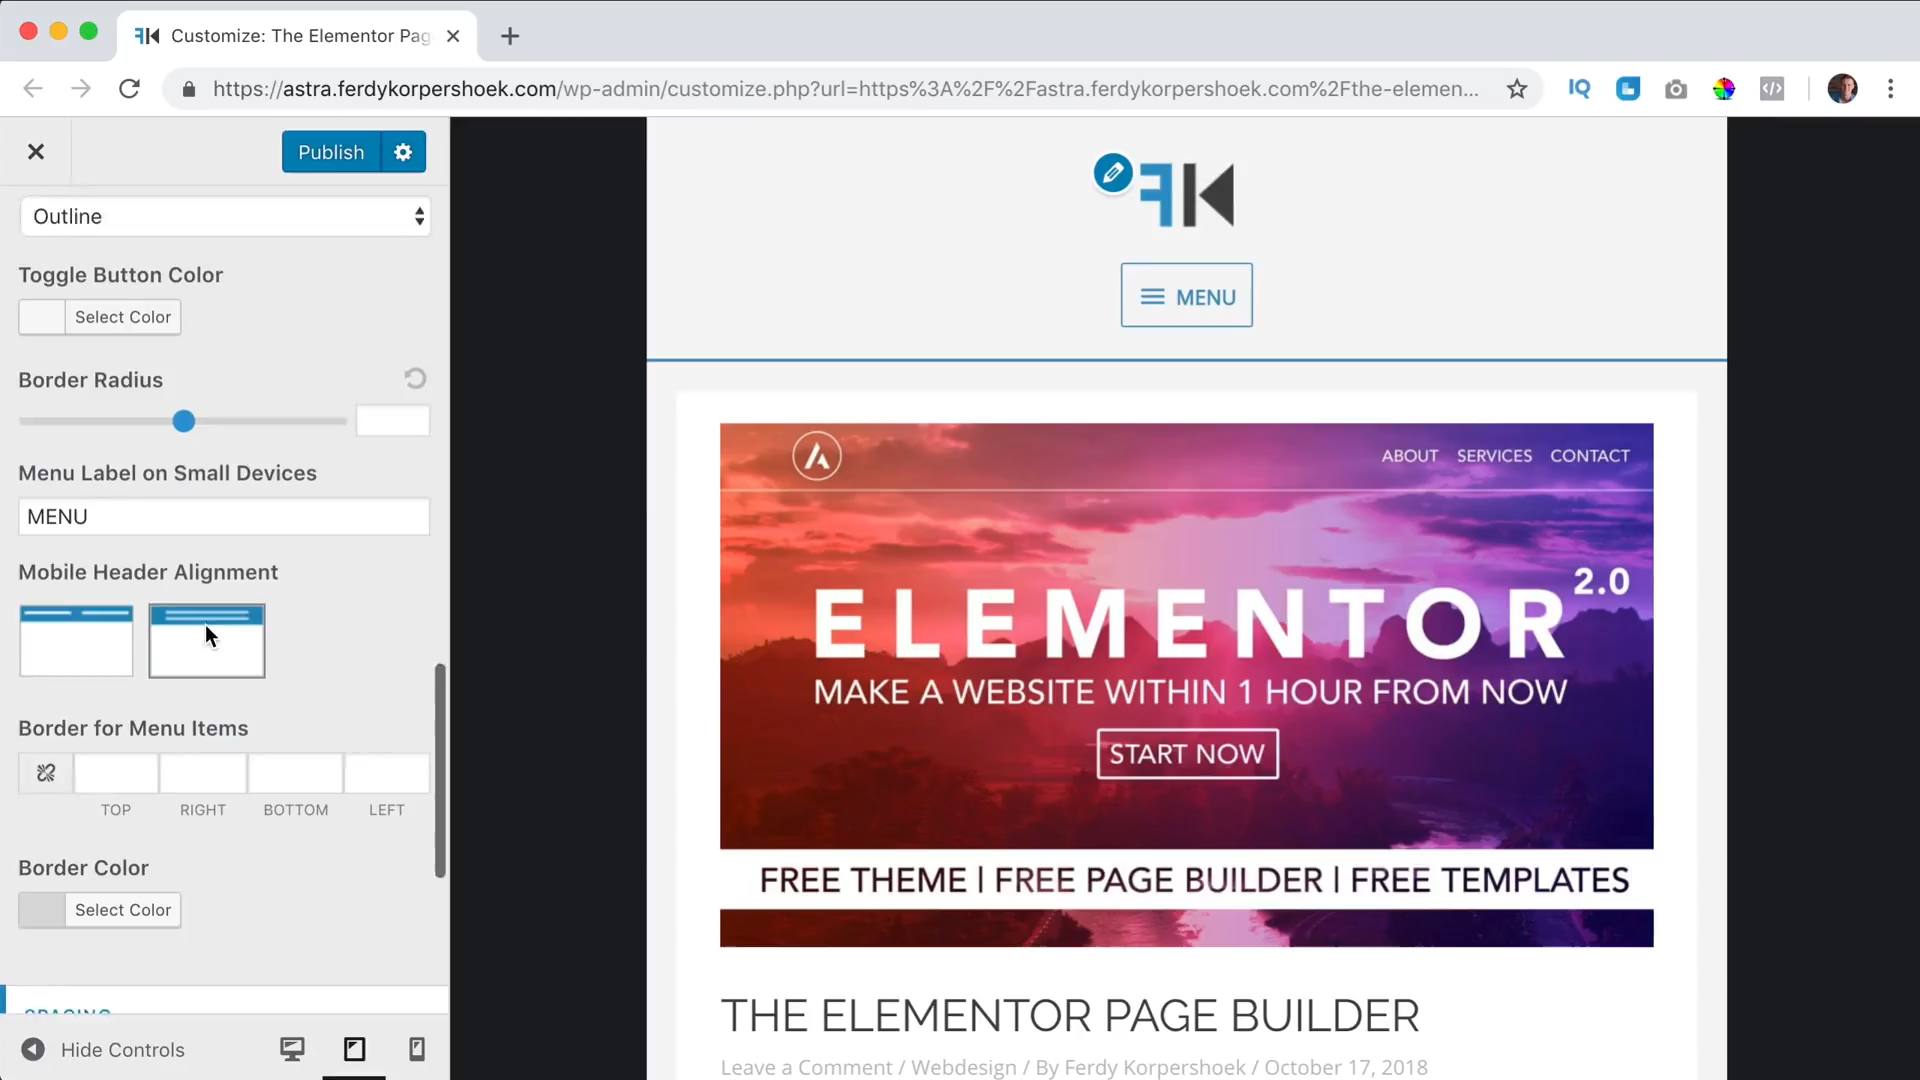 Customize: The Elementor Pag
https://astra.ferdykorpershoek.com/wp-admin/customize.php?url=https%3A%2F%2Fastra.ferdykorpershoek.com%2Fthe-elemen...
IQ
Publish
Outline
Toggle Button Color
Select Color
Border Radius
Menu Label on Small Devices
MENU
Mobile Header Alignment
Border for Menu Items
TOP RIGHT BOTTOM LEFT
Border Color
Select Color
SPACING
Hide Controls
FK
MENU
ABOUT SERVICES CONTACT
ELEMENTOR 2.0
MAKE A WEBSITE WITHIN 1 HOUR FROM NOW
START NOW
FREE THEME | FREE PAGE BUILDER | FREE TEMPLATES
THE ELEMENTOR PAGE BUILDER
Leave a Comment / Webdesign / By Ferdy Korpershoek / October 17, 2018